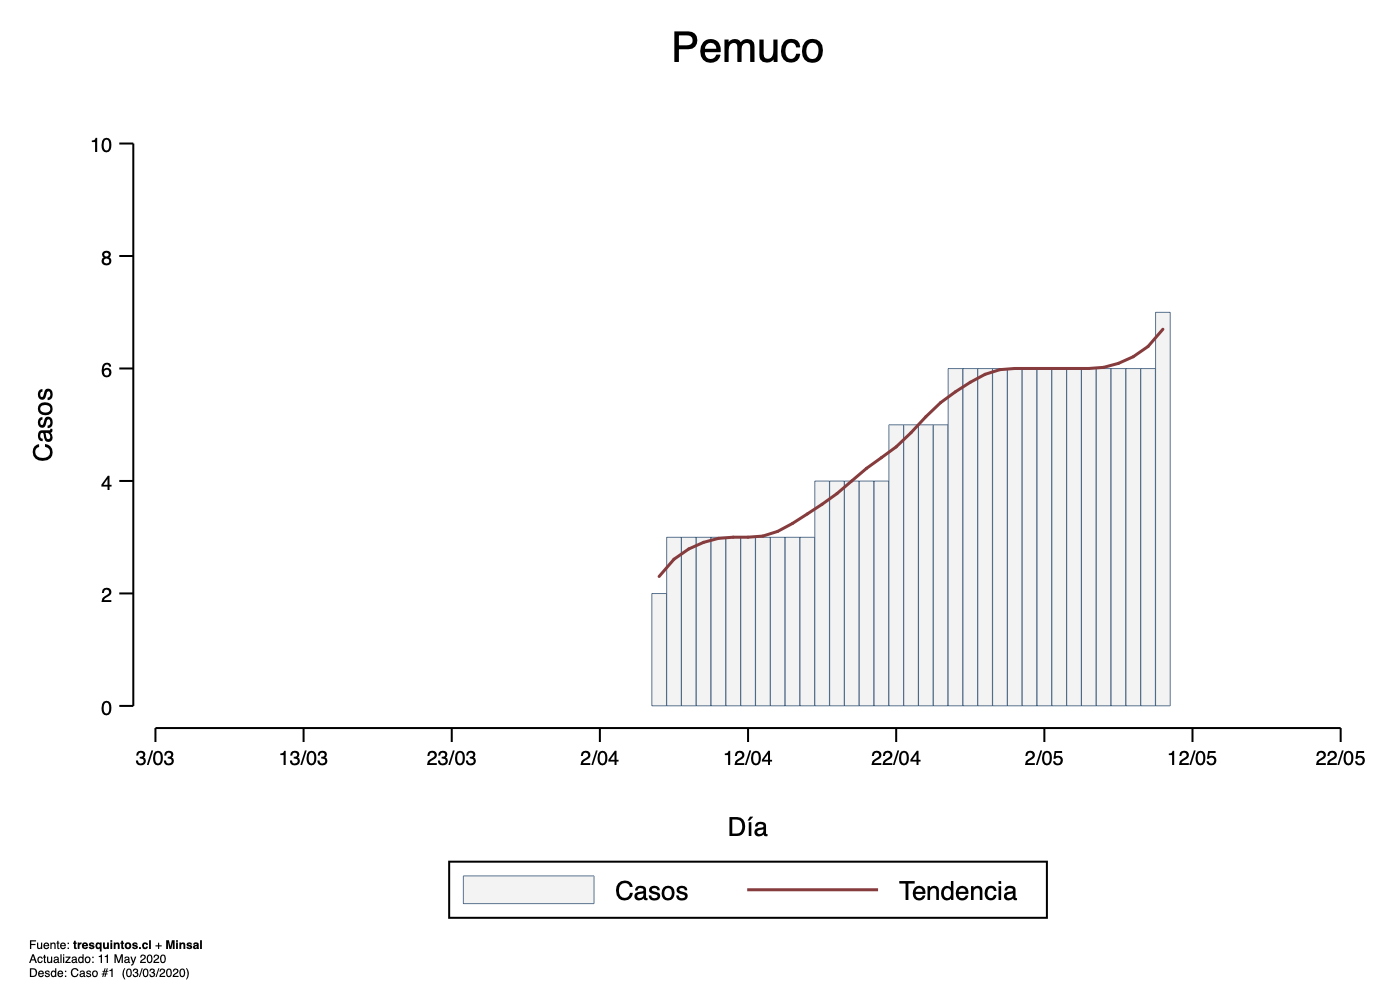 Pemuco
10
8
6
4
2
0
Casos
3/03 13/03 23/03 2/04 12/04 22/04 2/05 12/05 22/05
Día
Casos Tendencia
Fuente: tresquintos.cl + Minsal
Actualizado: 11 May 2020
Desde: Caso #1 (03/03/2020)